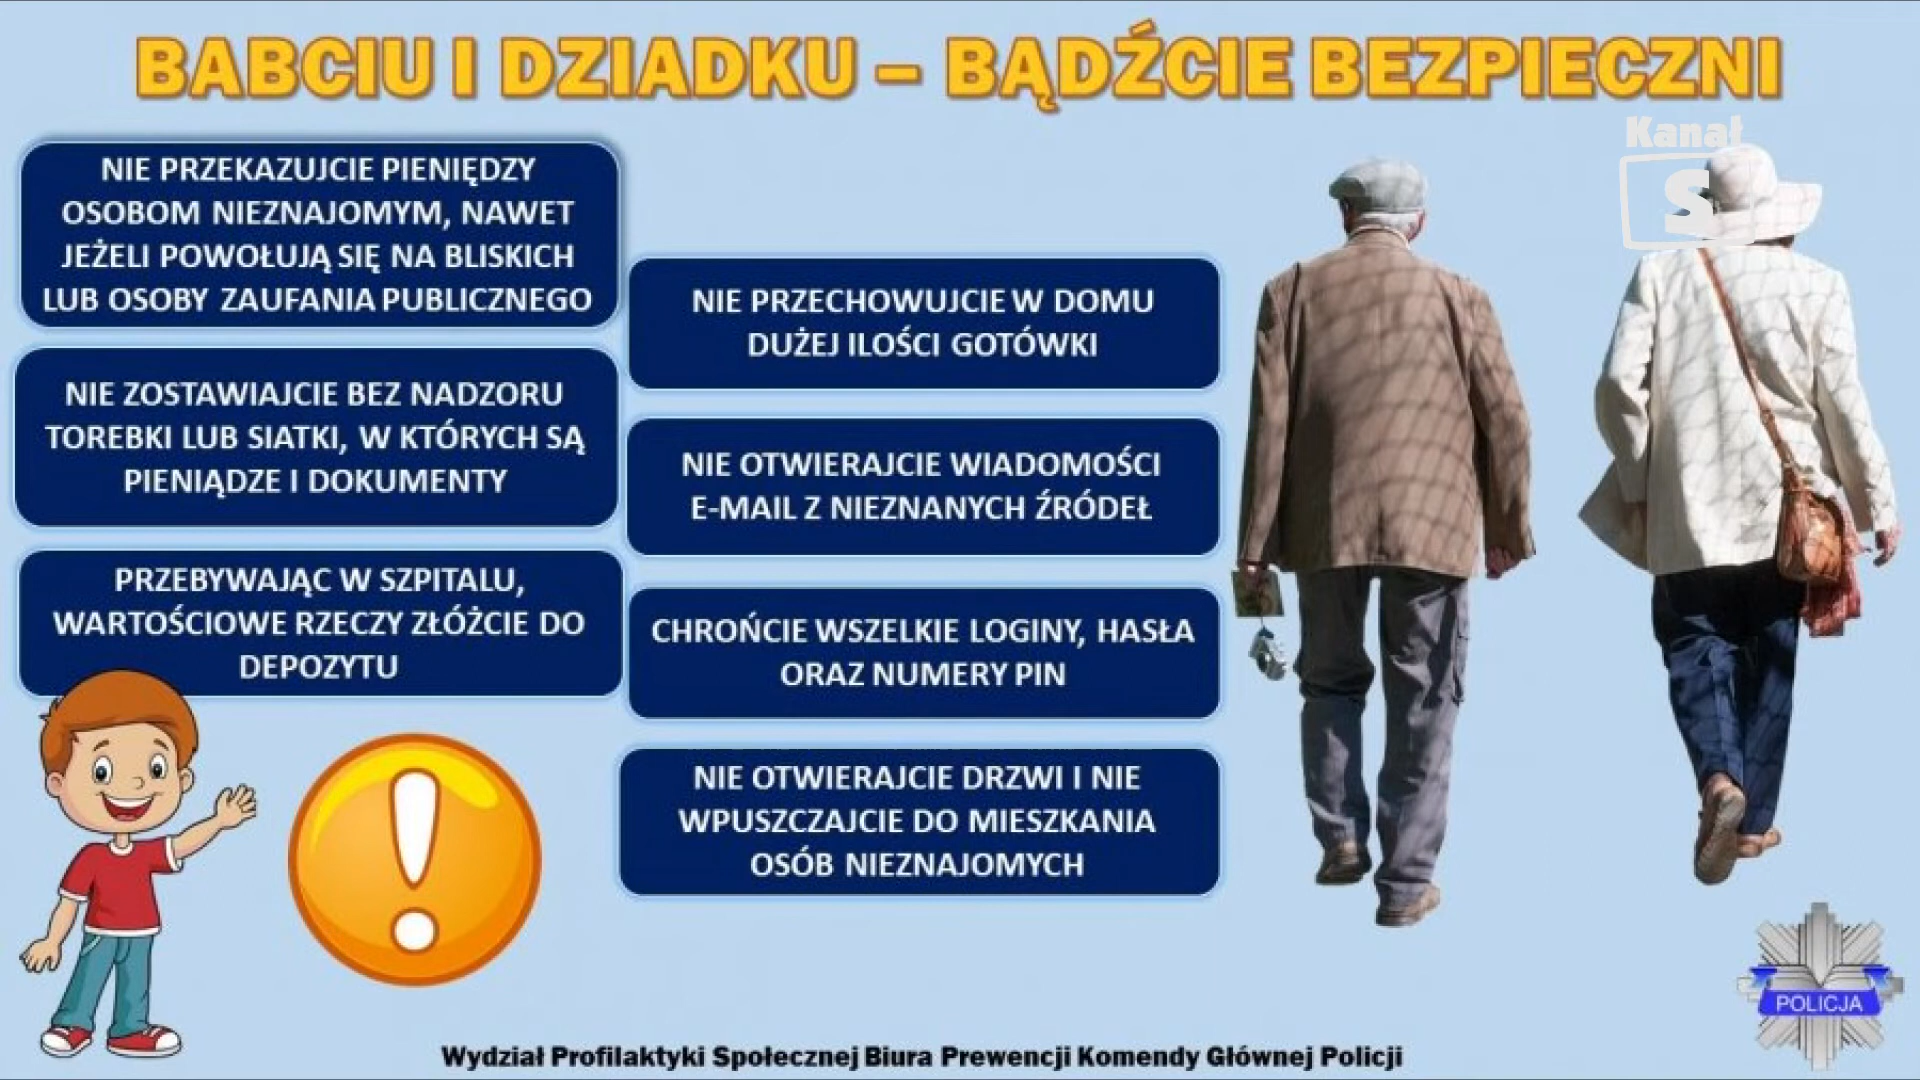 BABCIU I DZIADKU – BĄDŹCIE BEZPIECZNI
Kanał
S
NIE PRZEKAZUJCIE PIENIĘDZY
OSOBOM NIEZNAJOMYM, NAWET
JEŻELI POWOŁUJĄ SIĘ NA BLISKICH
LUB OSOBY ZAUFANIA PUBLICZNEGO
NIE ZOSTAWIAJCIE BEZ NADZORU
TOREBKI LUB SIATKI, W KTÓRYCH SĄ
PIENIĄDZE I DOKUMENTY
PRZEBYWAJĄC W SZPITALU,
WARTOŚCIOWE RZECZY ZŁÓŻCIE DO
DEPOZYTU
NIE PRZECHOWUJCIE W DOMU
DUŻEJ ILOŚCI GOTÓWKI
NIE OTWIERAJCIE WIADOMOŚCI
E-MAIL Z NIEZNANYCH ŹRÓDEŁ
CHROŃCIE WSZELKIE LOGINY, HASŁA
ORAZ NUMERY PIN
NIE OTWIERAJCIE DRZWI I NIE
WPUSZCZAJCIE DO MIESZKANIA
OSÓB NIEZNAJOMYCH
POLICJA
Wydział Profilaktyki Społecznej Biura Prewencji Komendy Głównej Policji